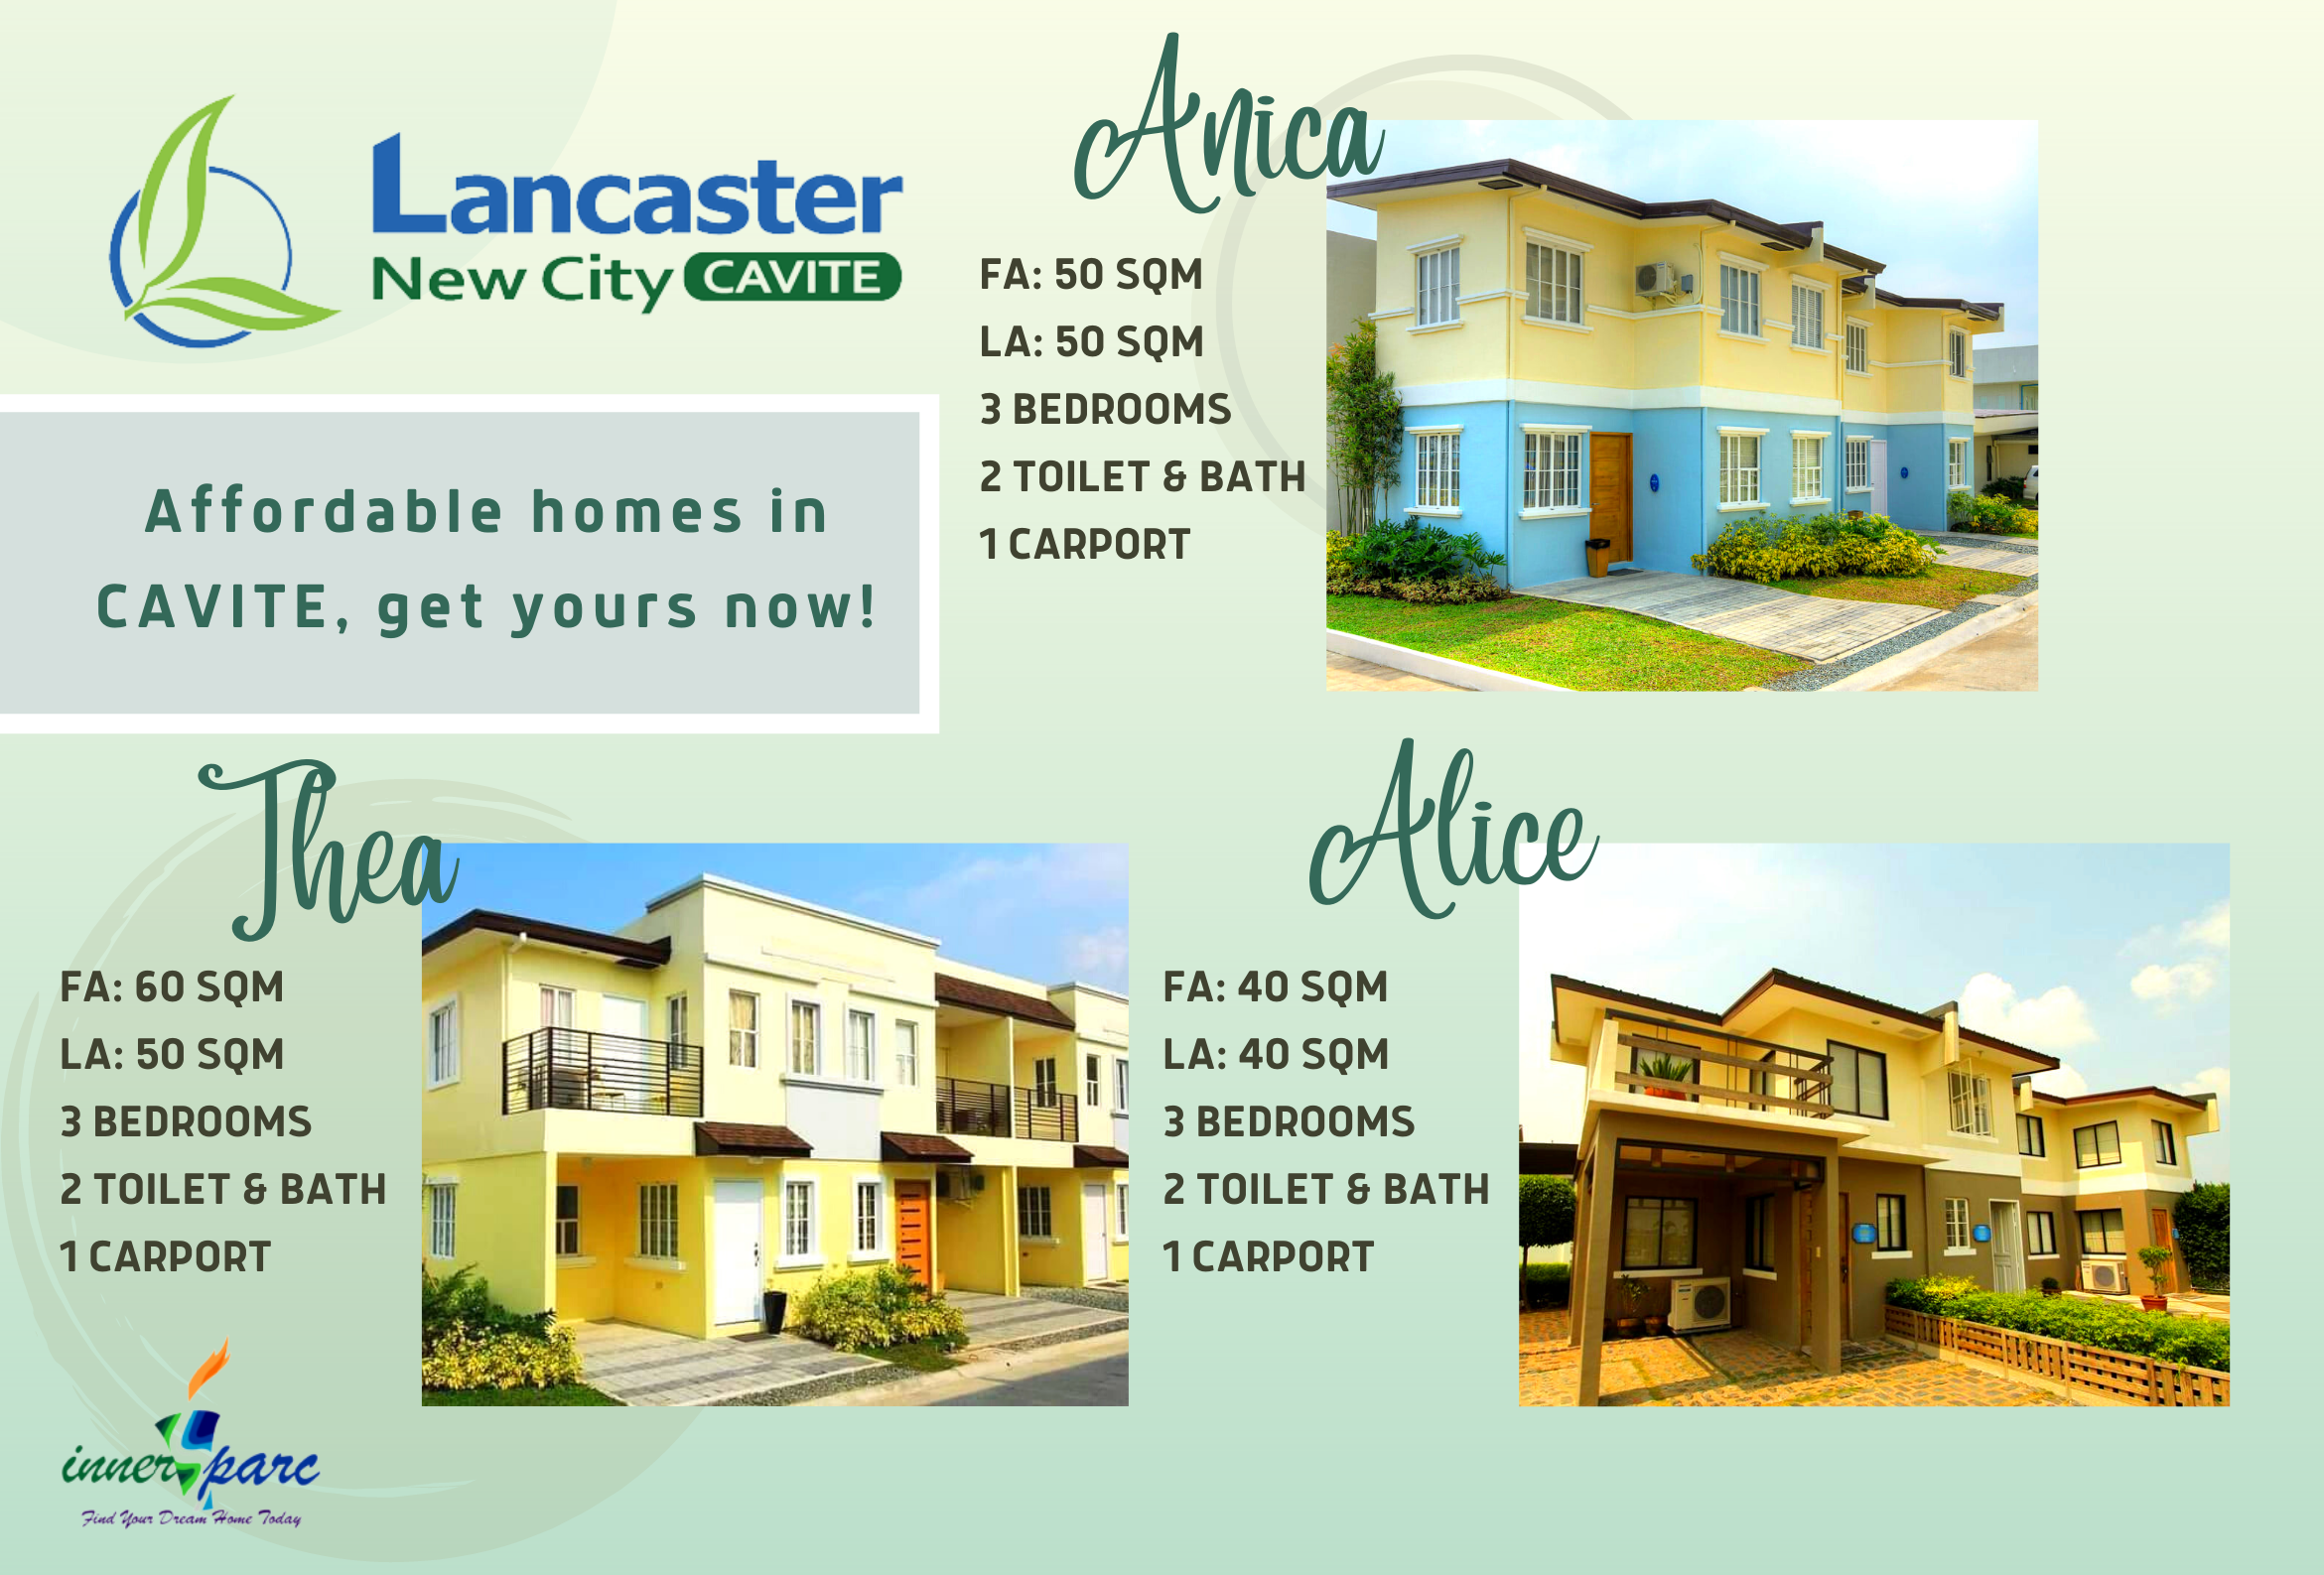 Lancaster
New City CAVITE
Affordable homes in
CAVITE, get yours now!
Anica
FA: 50 SQM
LA: 50 SQM
3 BEDROOMS
2 TOILET & BATH
1 CARPORT
Thea
FA: 60 SQM
LA: 50 SQM
3 BEDROOMS
2 TOILET & BATH
1 CARPORT
Alice
FA: 40 SQM
LA: 40 SQM
3 BEDROOMS
2 TOILET & BATH
1 CARPORT
innersparc
Find Your Dream Home Today